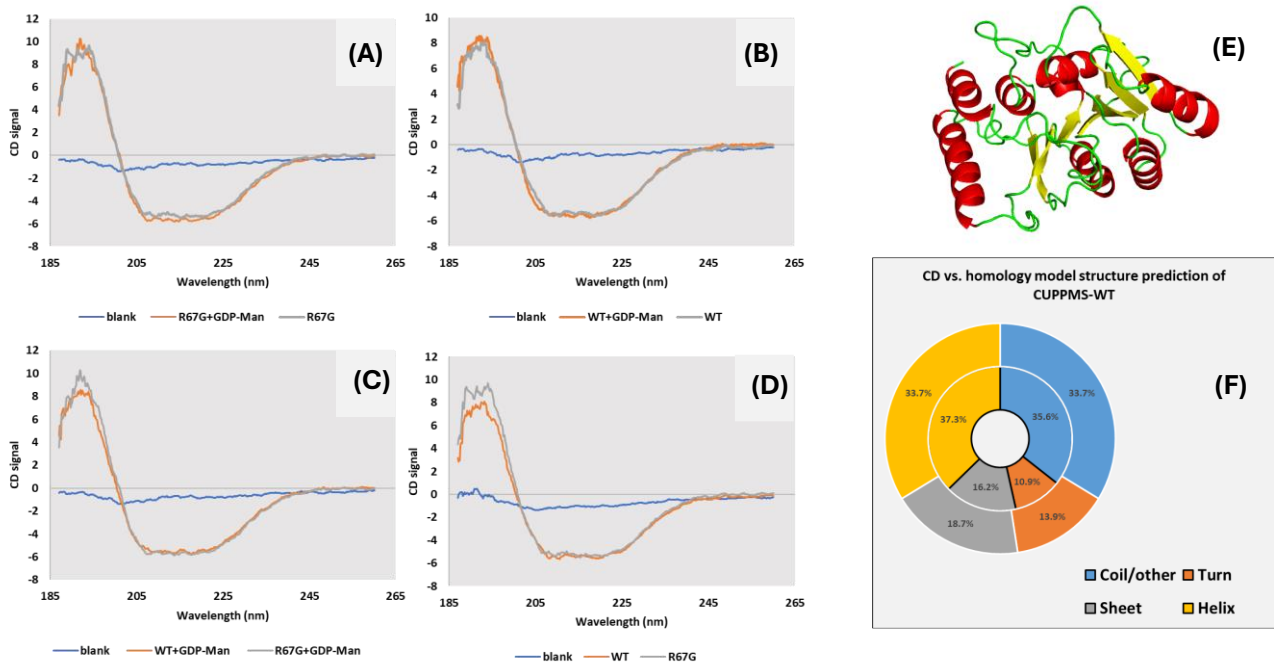 (A)
12
10
8
6
4
2
0
-2
-4
-6
-8
CD signal
185 205 225 245 265
Wavelength (nm)
blank R67G+GDP-Man R67G
(B)
10
8
6
4
2
0
-2
-4
-6
-8
CD signal
185 205 225 245 265
Wavelength (nm)
blank WT+GDP-Man WT
(C)
12
10
8
6
4
2
0
-2
-4
-6
-8
CD signal
185 205 225 245 265
Wavelength (nm)
blank WT+GDP-Man R67G+GDP-Man
(D)
12
10
8
6
4
2
0
-2
-4
-6
-8
CD signal
185 205 225 245 265
Wavelength (nm)
blank WT R67G
(E)
CD vs. homology model structure prediction of
CUPPMS-WT
(F)
33.7% 33.7%
37.3% 35.6%
16.2% 10.9%
18.7% 13.9%
Coil/other Turn
Sheet Helix